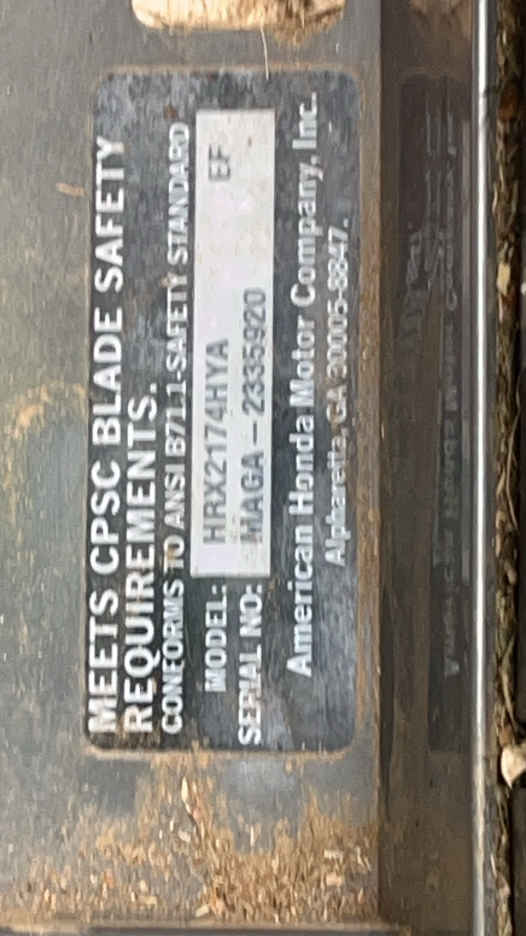 MEETS CPSC BLADE SAFETY
REQUIREMENTS.
CONFORMS TO ANSI B71.1-SAFETY STANDARD
MODEL: HRX2174HYA EF
SERIAL NO: MAGA-2335920
American Honda Motor Company, Inc.
Alpharetta, GA 30005-8847.